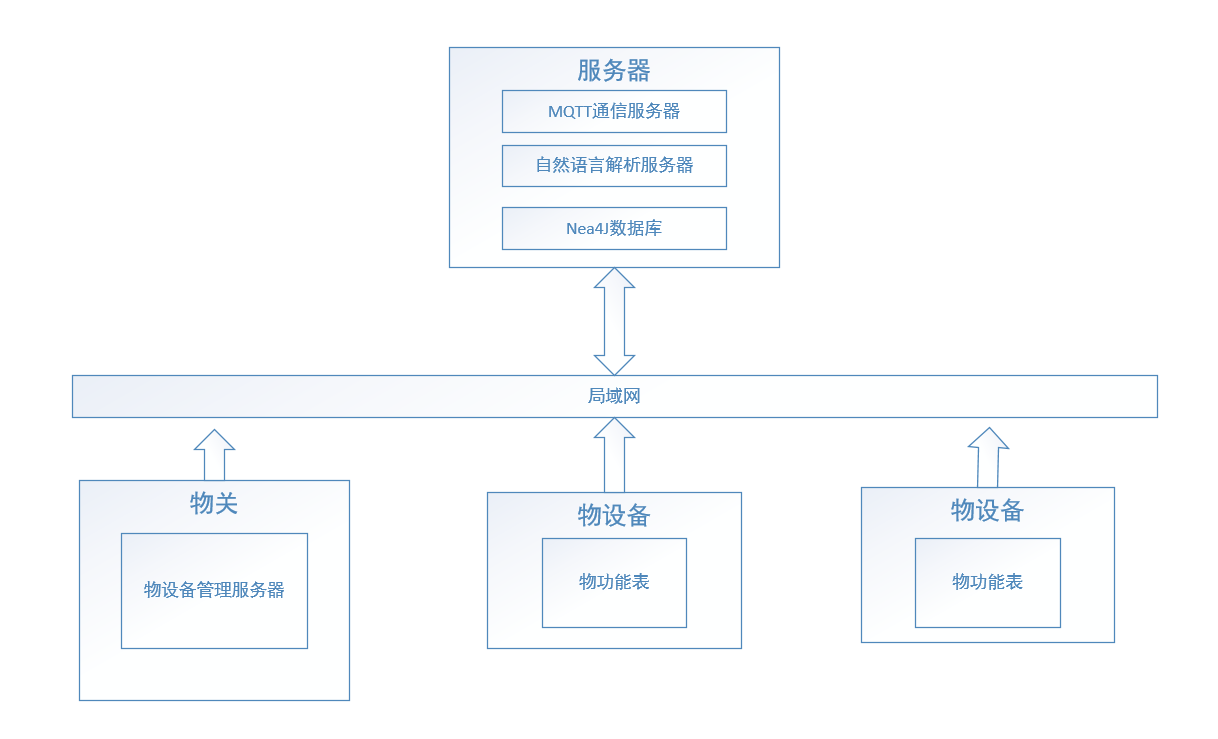 服务器
MQTT通信服务器
自然语言解析服务器
Nea4J数据库
局域网
物关
物设备管理服务器
物设备
物功能表
物设备
物功能表